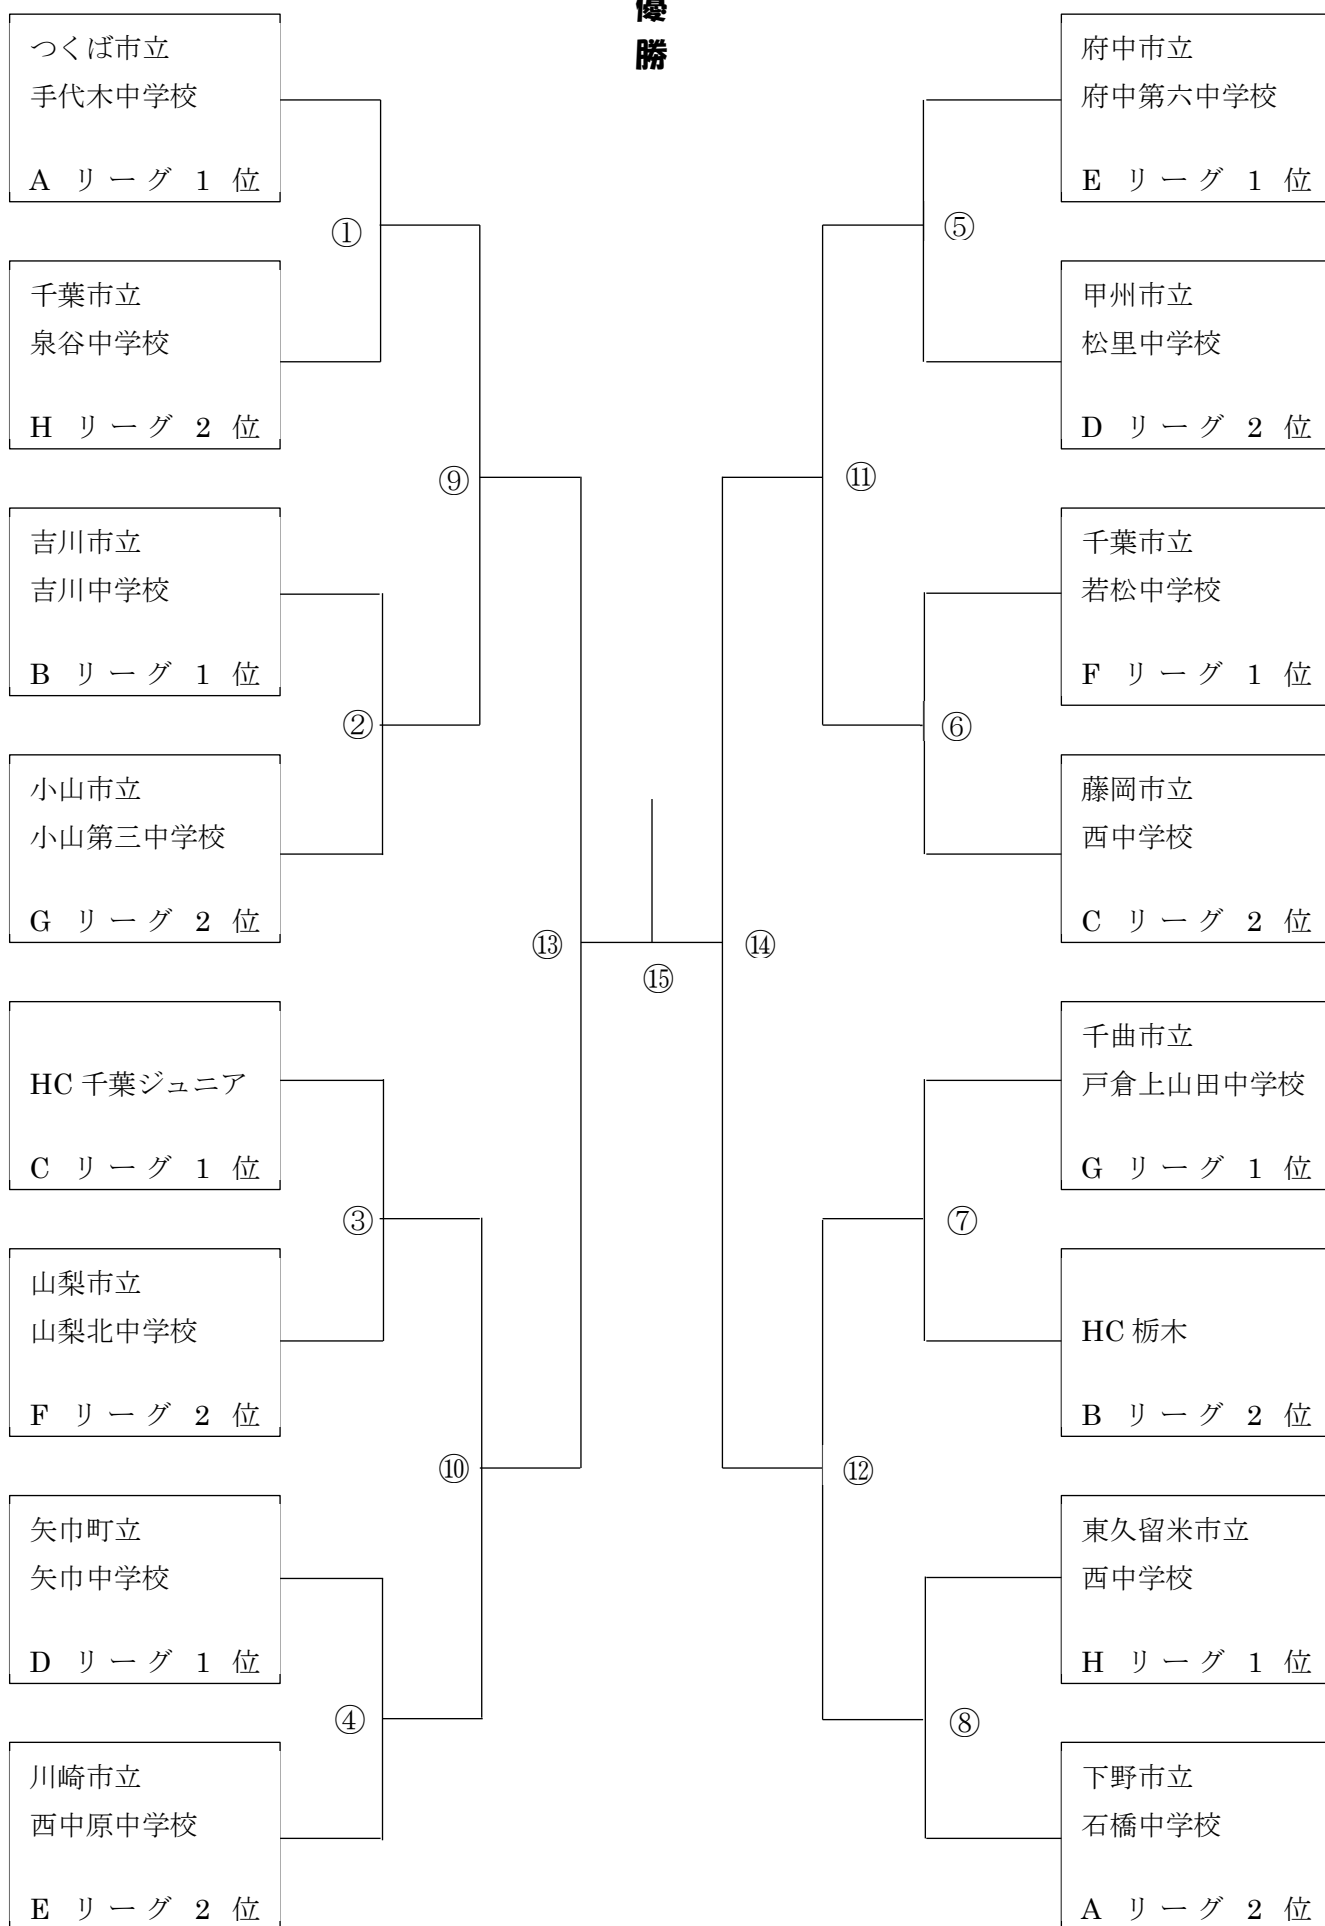 優
勝
つくば市立
手代木中学校
A リーグ 1 位
①
千葉市立
泉谷中学校
H リーグ 2 位
⑨
吉川市立
吉川中学校
B リーグ 1 位
②
小山市立
小山第三中学校
G リーグ 2 位
⑬
HC 千葉ジュニア
C リーグ 1 位
③
山梨市立
山梨北中学校
F リーグ 2 位
⑩
矢巾町立
矢巾中学校
D リーグ 1 位
④
川崎市立
西中原中学校
E リーグ 2 位
⑮
府中市立
府中第六中学校
E リーグ 1 位
⑤
甲州市立
松里中学校
D リーグ 2 位
⑪
千葉市立
若松中学校
F リーグ 1 位
⑥
藤岡市立
西中学校
C リーグ 2 位
⑭
千曲市立
戸倉上山田中学校
G リーグ 1 位
⑦
HC 栃木
B リーグ 2 位
⑫
東久留米市立
西中学校
H リーグ 1 位
⑧
下野市立
石橋中学校
A リーグ 2 位